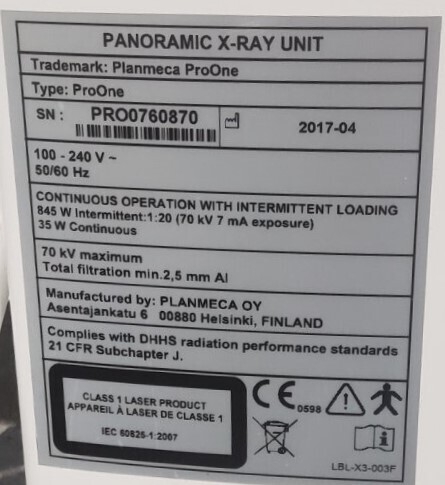 PANORAMIC X-RAY UNIT
Trademark: Planmeca ProOne
Type: ProOne
SN: PRO0760870
2017-04
100 - 240 V ~
50/60 Hz
CONTINUOUS OPERATION WITH INTERMITTENT LOADING
845 W Intermittent:1:20 (70 kV 7 mA exposure)
35 W Continuous
70 kV maximum
Total filtration min.2,5 mm Al
Manufactured by: PLANMECA OY
Asentajankatu 6 00880 Helsinki, FINLAND
Complies with DHHS radiation performance standards
21 CFR Subchapter J.
CLASS 1 LASER PRODUCT
APPAREIL À LASER DE CLASSE 1
IEC 60825-1:2007
CE 0598
LBL-X3-003F